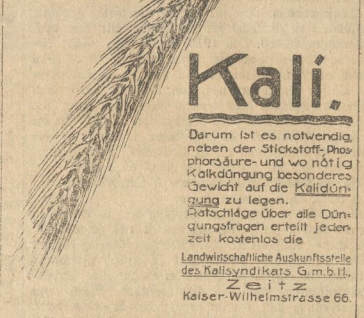 Kali.
Darum ist es notwendig
neben der Stickstoff-, Phos-
phorsäure- und wo nötig
Kalkdüngung besonderes
Gewicht auf die Kalidün-
gung zu legen.
Ratschläge über alle Dün-
gungsfragen erteilt jeder-
zeit kostenlos die
Landwirtschaftliche Auskunftsstelle
des Kalisyndikats G.m.b.H.,
Zeitz
Kaiser-Wilhelmstrasse 66.